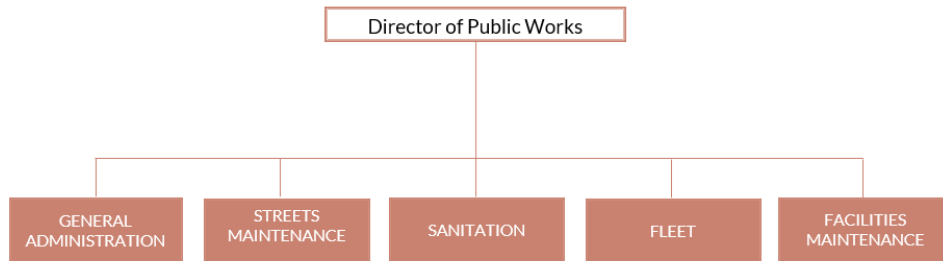 Director of Public Works
GENERAL
ADMINISTRATION
STREETS
MAINTENANCE
SANITATION
FLEET
FACILITIES
MAINTENANCE